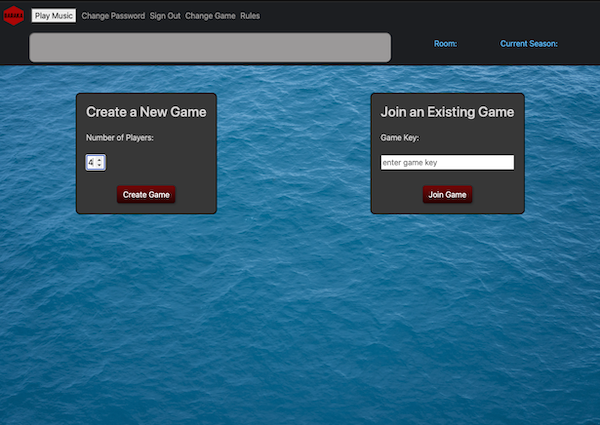 Play Music Change Password Sign Out Change Game Rules
Room: Current Season:
Create a New Game
Number of Players:
4
Create Game
Join an Existing Game
Game Key:
enter game key
Join Game